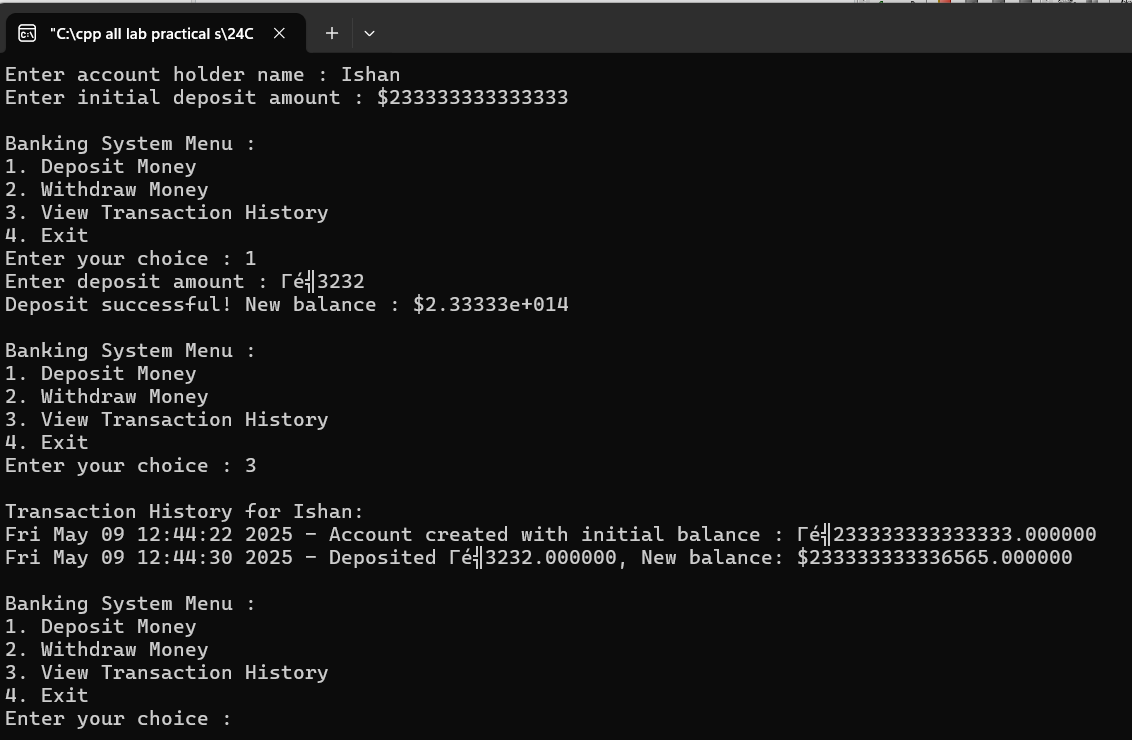 "C:\cpp all lab practical s\24C
Enter account holder name : Ishan
Enter initial deposit amount : $233333333333333
Banking System Menu :
1. Deposit Money
2. Withdraw Money
3. View Transaction History
4. Exit
Enter your choice : 1
Enter deposit amount : Γé╣3232
Deposit successful! New balance : $2.33333e+014
Banking System Menu :
1. Deposit Money
2. Withdraw Money
3. View Transaction History
4. Exit
Enter your choice : 3
Transaction History for Ishan:
Fri May 09 12:44:22 2025 - Account created with initial balance : Γé╣233333333333333.000000
Fri May 09 12:44:30 2025 - Deposited Γé╣3232.000000, New balance: $233333333336565.000000
Banking System Menu :
1. Deposit Money
2. Withdraw Money
3. View Transaction History
4. Exit
Enter your choice :